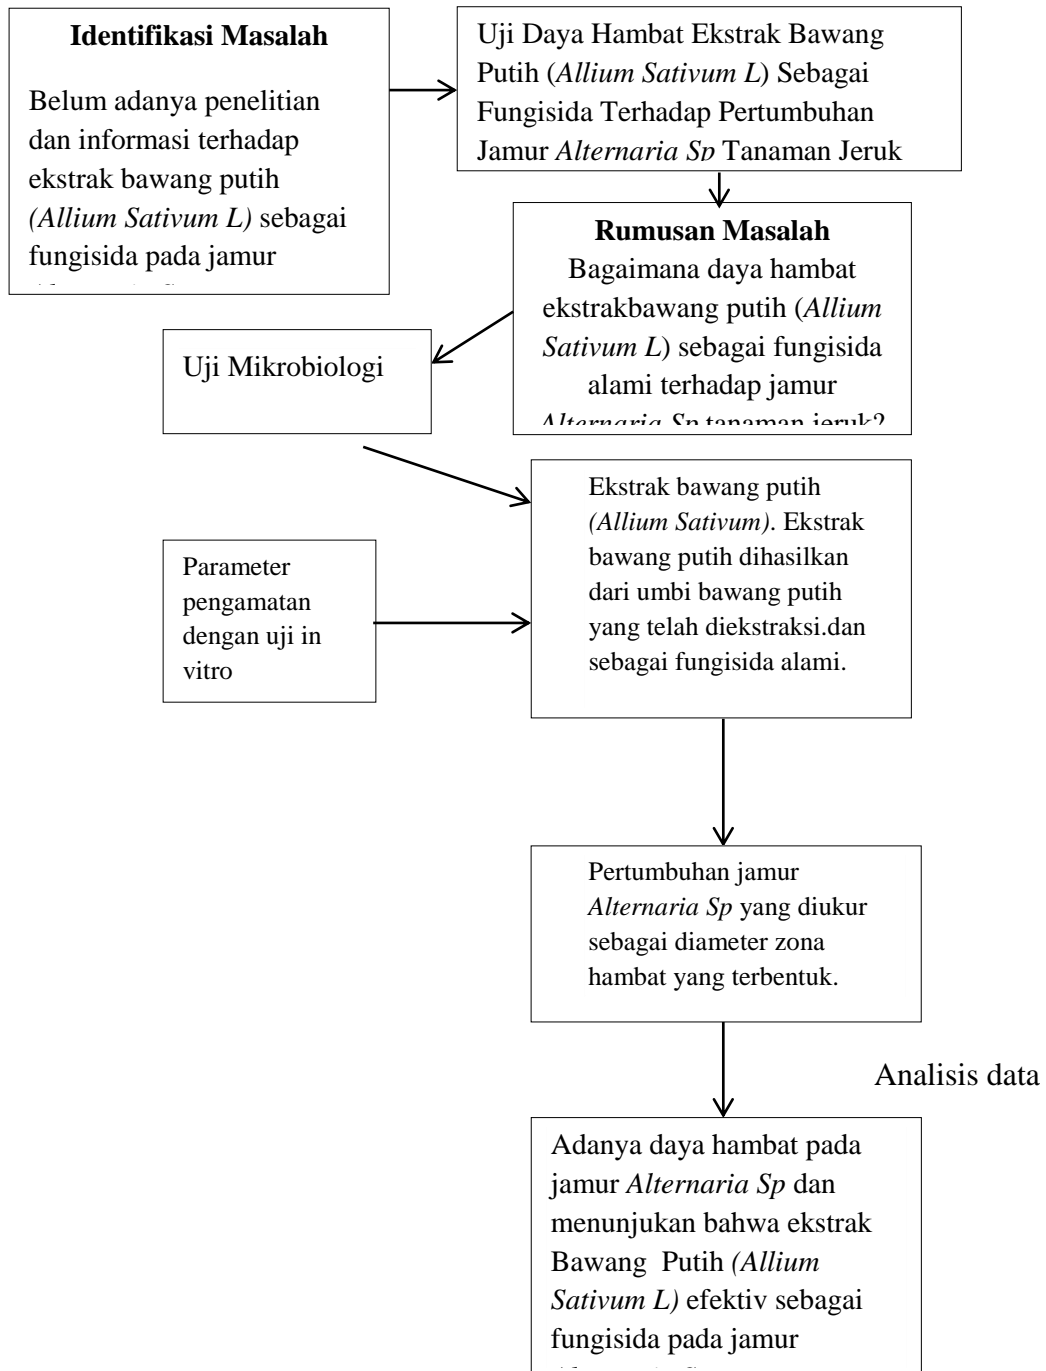 Identifikasi Masalah
Belum adanya penelitian
dan informasi terhadap
ekstrak bawang putih
(Allium Sativum L) sebagai
fungisida pada jamur
Uji Daya Hambat Ekstrak Bawang
Putih (Allium Sativum L) Sebagai
Fungisida Terhadap Pertumbuhan
Jamur Alternaria Sp Tanaman Jeruk
Rumusan Masalah
Bagaimana daya hambat
ekstrakbawang putih (Allium
Sativum L) sebagai fungisida
alami terhadap jamur
Alternaria Sp tanaman jeruk?
Uji Mikrobiologi
Ekstrak bawang putih
(Allium Sativum). Ekstrak
bawang putih dihasilkan
dari umbi bawang putih
yang telah diekstraksi.dan
sebagai fungisida alami.
Parameter
pengamatan
dengan uji in
vitro
Pertumbuhan jamur
Alternaria Sp yang diukur
sebagai diameter zona
hambat yang terbentuk.
Analisis data
Adanya daya hambat pada
jamur Alternaria Sp dan
menunjukan bahwa ekstrak
Bawang Putih (Allium
Sativum L) efektiv sebagai
fungisida pada jamur